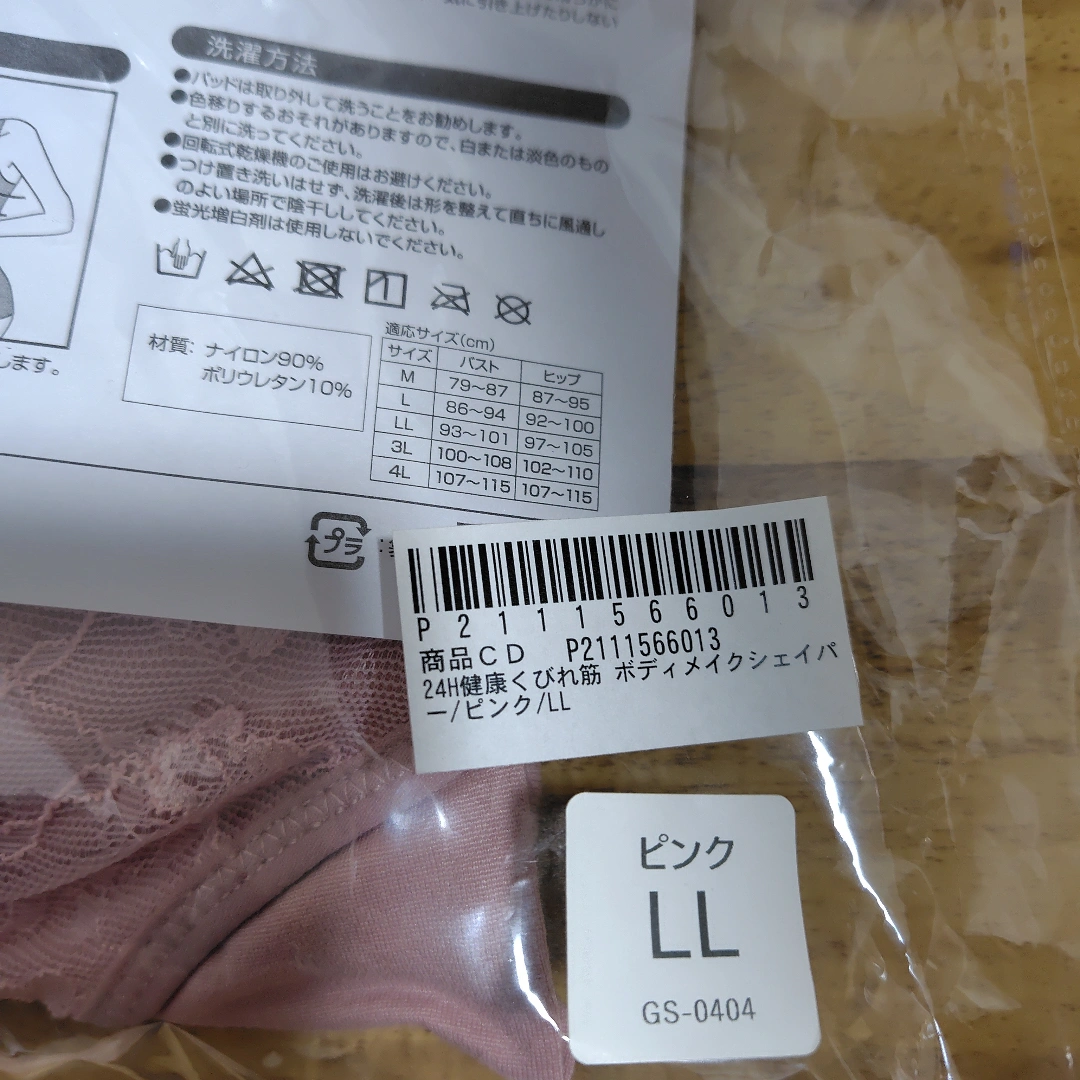 気に引き上げたりしない
洗濯方法
●パッドは取り外して洗うことをお勧めします。
●色移りするおそれがありますので、白または淡色のもの
と別に洗ってください。
●回転式乾燥機のご使用はお避けください。
●つけ置き洗いはせず、洗濯後は形を整えて直ちに風通し
のよい場所で陰干ししてください。
●蛍光増白剤は使用しないでください。
します。
材質: ナイロン90%
ポリウレタン10%
適応サイズ(cm)
サイズ バスト ヒップ
M 79〜87 87〜95
L 86〜94 92〜100
LL 93〜101 97〜105
3L 100〜108 102〜110
4L 107〜115 107〜115
プラ
P2111566013
商品CD P2111566013
24H健康くびれ筋 ボディメイクシェイパ
ー/ピンク/LL
ピンク
LL
GS-0404